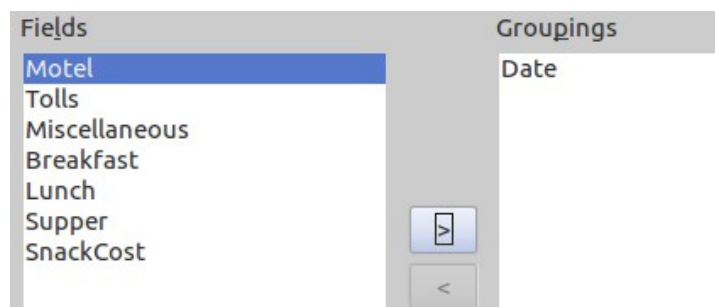 Fields
Groupings
Motel
Date
Tolls
Miscellaneous
Breakfast
Lunch
Supper
SnackCost
>
<